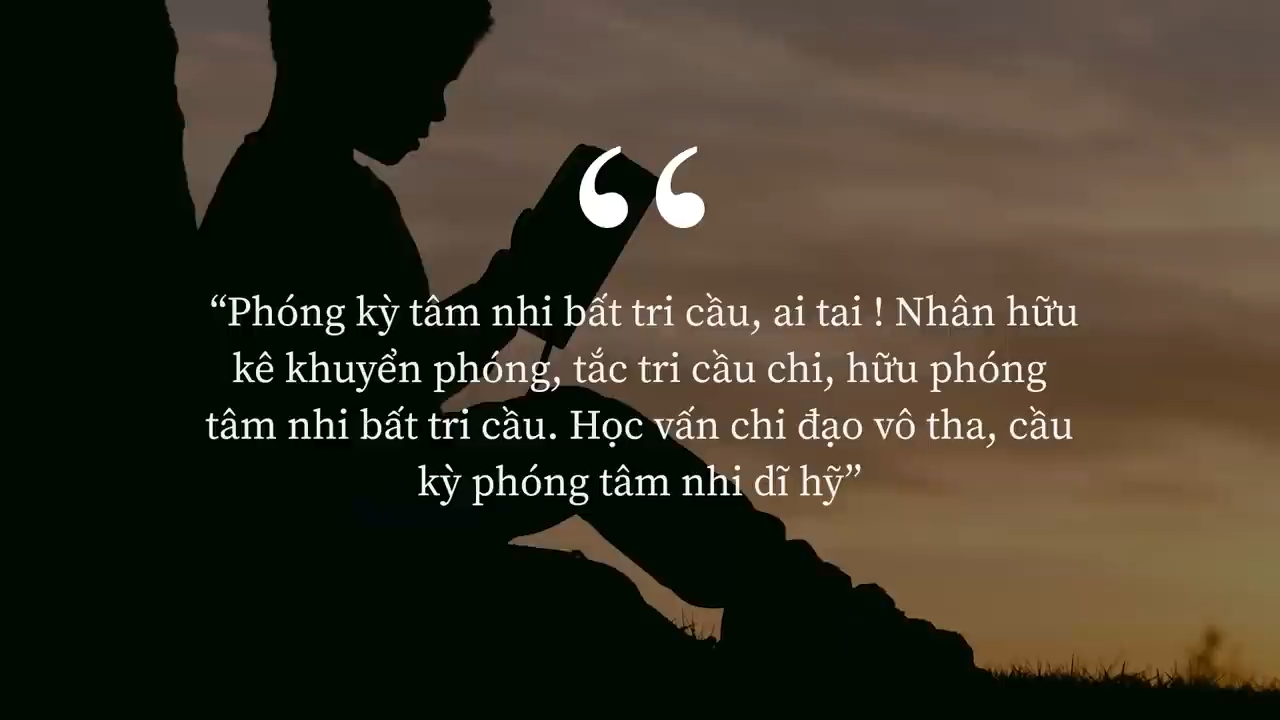 “
“Phóng kỳ tâm nhi bất tri cầu, ai tai ! Nhân hữu
kê khuyển phóng, tắc tri cầu chi, hữu phóng
tâm nhi bất tri cầu. Học vấn chi đạo vô tha, cầu
kỳ phóng tâm nhi dĩ hỹ”